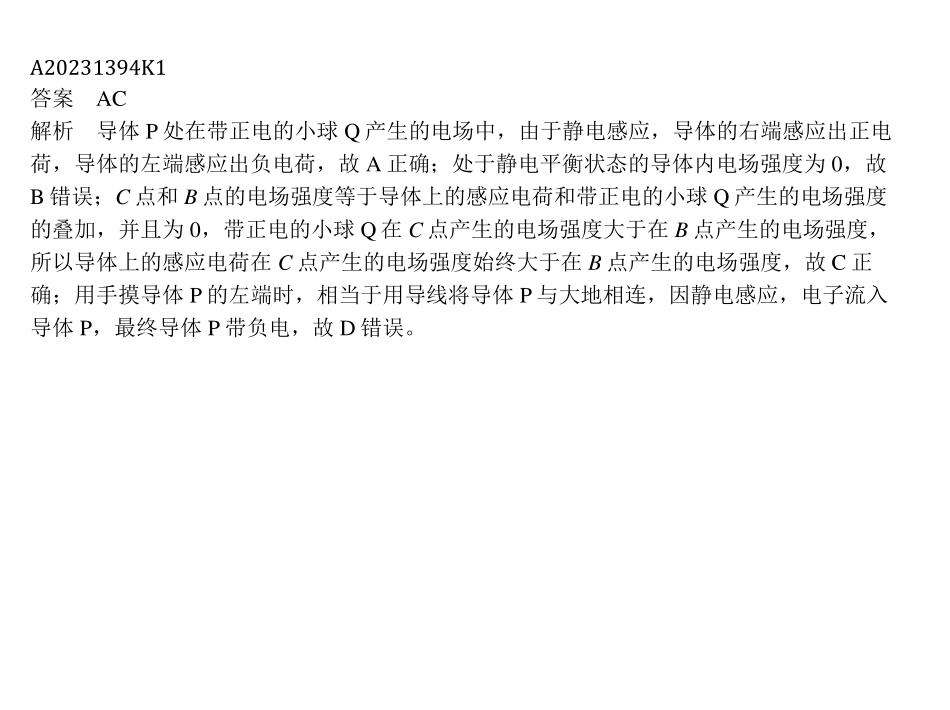 A20231394K1
答案 AC
解析 导体 P 处在带正电的小球 Q 产生的电场中，由于静电感应，导体的右端感应出正电
荷，导体的左端感应出负电荷，故 A 正确；处于静电平衡状态的导体内电场强度为 0，故
B 错误；C 点和 B 点的电场强度等于导体上的感应电荷和带正电的小球 Q 产生的电场强度
的叠加，并且为 0，带正电的小球 Q 在 C 点产生的电场强度大于在 B 点产生的电场强度，
所以导体上的感应电荷在 C 点产生的电场强度始终大于在 B 点产生的电场强度，故 C 正
确；用手摸导体 P 的左端时，相当于用导线将导体 P 与大地相连，因静电感应，电子流入
导体 P，最终导体 P 带负电，故 D 错误。